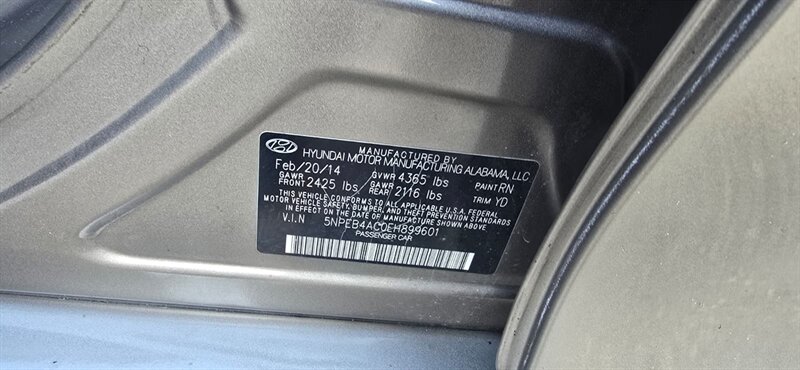 MANUFACTURED BY
HYUNDAI MOTOR MANUFACTURING ALABAMA, LLC
Feb/20/14 GVWR 4365 lbs PAINT RN
GAWR FRONT 2425 lbs GAWR REAR 2116 lbs TRIM YD
THIS VEHICLE CONFORMS TO ALL APPLICABLE U.S.A. FEDERAL
MOTOR VEHICLE SAFETY, BUMPER, AND THEFT PREVENTION STANDARDS
IN EFFECT ON THE DATE OF MANUFACTURE SHOWN ABOVE
V.I.N 5NPEB4AC0EH899601
PASSENGER CAR